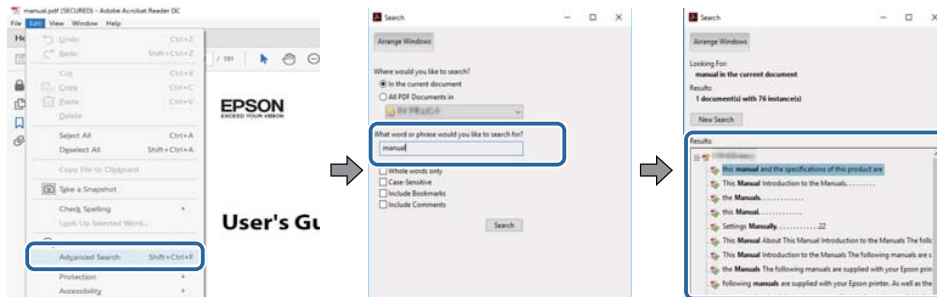 manual.pdf (SECURED) - Adobe Acrobat Reader DC
File Edit View Window Help
Undo Ctrl+Z
Redo Shift+Ctrl+Z
Cut Ctrl+X
Copy Ctrl+C
Paste Ctrl+V
Delete
Select All Ctrl+A
Deselect All Shift+Ctrl+A
Copy File to Clipboard
Take a Snapshot
Check Spelling
Look Up Selected Word...
Advanced Search Shift+Ctrl+F
Protection
Accessibility
/ 191
EPSON
EXCEED YOUR VISION
User's Gu
Search
Arrange Windows
Where would you like to search?
In the current document
All PDF Documents in
What word or phrase would you like to search for?
manual
Whole words only
Case-Sensitive
Include Bookmarks
Include Comments
Search
Search
Arrange Windows
Looking For:
manual in the current document
Results:
1 document(s) with 76 instance(s)
New Search
Results:
this manual and the specifications of this product are
This Manual Introduction to the Manuals. . . . . . . . .
the Manuals. . . . . . . . . . . . .
this Manual. . . . . . . . . . . . .
Settings Manually. . . . . . . . . . . .22
This Manual About This Manual Introduction to the Manuals The follo
This Manual Introduction to the Manuals The following manuals are s
the Manuals The following manuals are supplied with your Epson prin
following manuals are supplied with your Epson printer. As well as the